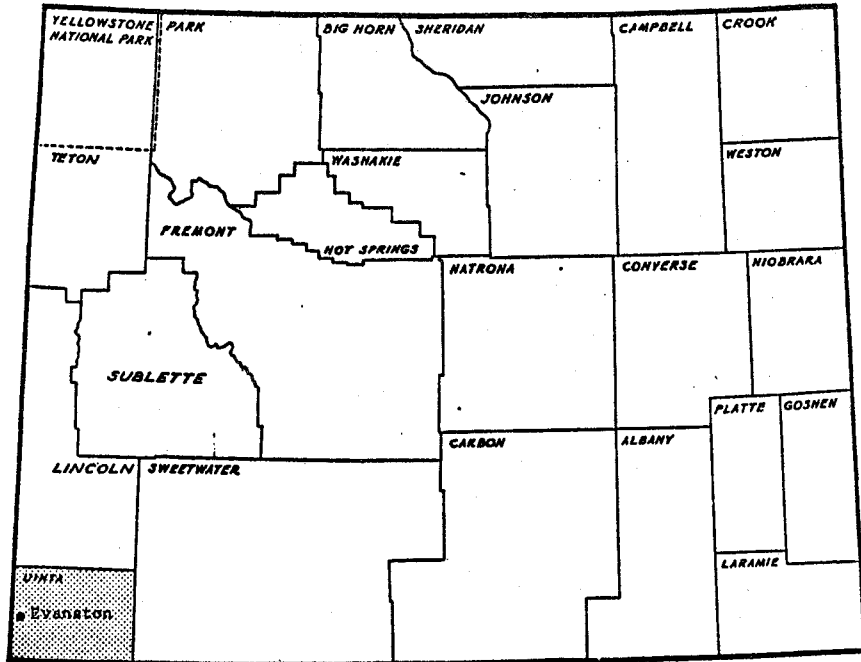 YELLOWSTONE
NATIONAL PARK
PARK
BIG HORN
SHERIDAN
CAMPBELL
CROOK
JOHNSON
TETON
WASHAKIE
WESTON
FREMONT
HOT SPRINGS
NATRONA
CONVERSE
NIOBRARA
SUBLETTE
PLATTE
GOSHEN
LINCOLN
SWEETWATER
CARBON
ALBANY
LARAMIE
UINTA
Evanston